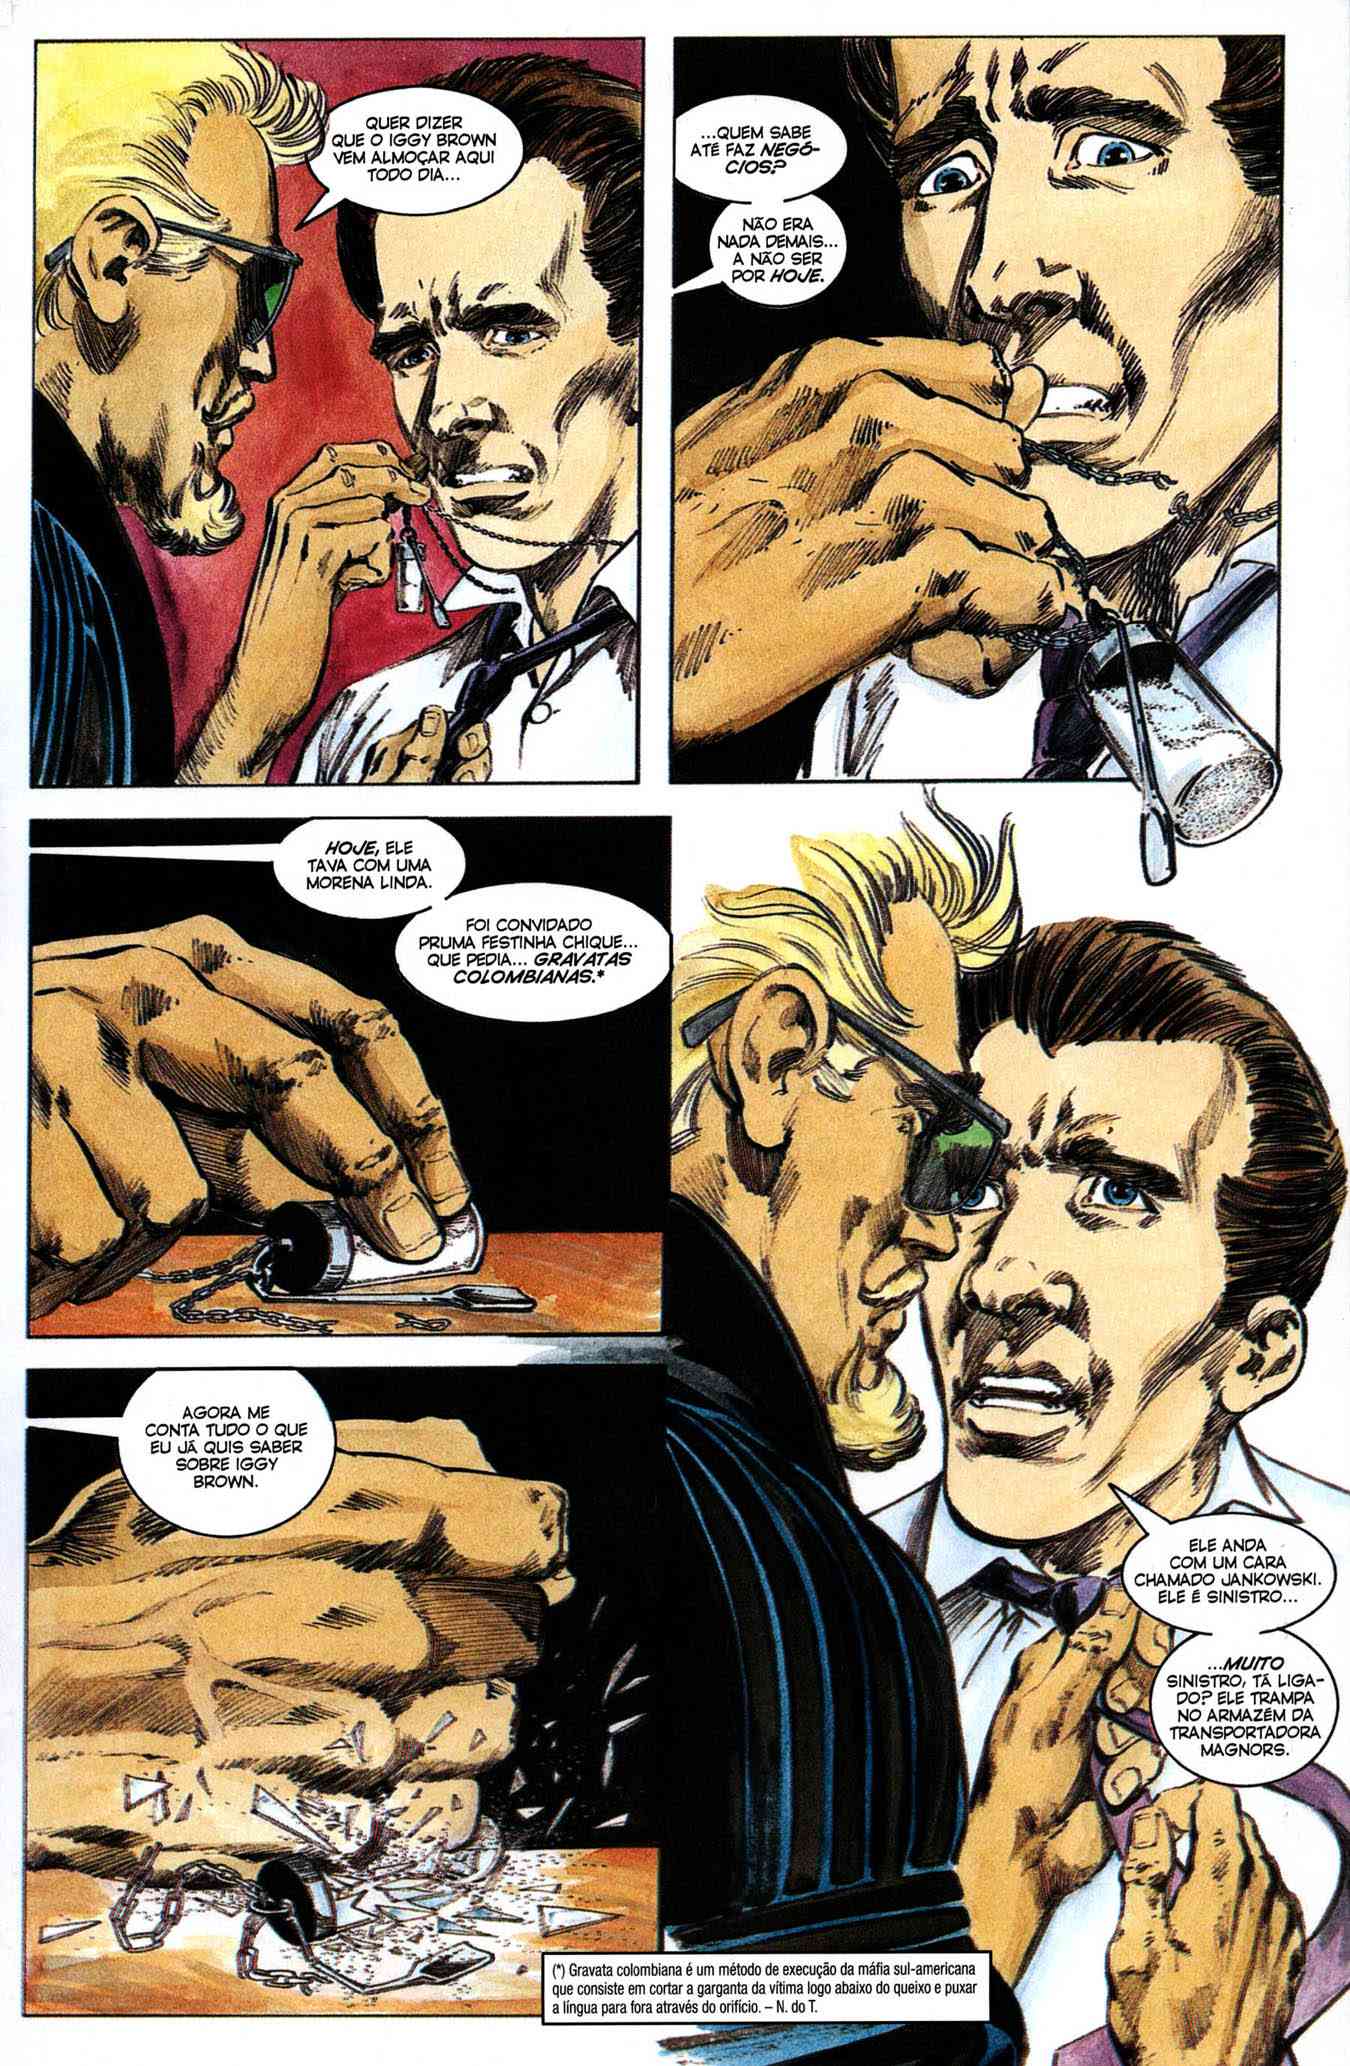 QUER DIZER
QUE O IGGY BROWN
VEM ALMOÇAR AQUI
TODO DIA...
...QUEM SABE
ATÉ FAZ NEGÓ-
CIOS?
NÃO ERA
NADA DEMAIS...
A NÃO SER
POR HOJE.
HOJE, ELE
TAVA COM UMA
MORENA LINDA.
FOI CONVIDADO
PRUMA FESTINHA CHIQUE...
QUE PEDIA... GRAVATAS
COLOMBIANAS.*
AGORA ME
CONTA TUDO O QUE
EU JÁ QUIS SABER
SOBRE IGGY
BROWN.
ELE ANDA
COM UM CARA
CHAMADO JANKOWSKI.
ELE É SINISTRO...
...MUITO
SINISTRO, TÁ LIGA-
DO? ELE TRAMPA
NO ARMAZÉM DA
TRANSPORTADORA
MAGNORS.
(*) Gravata colombiana é um método de execução da máfia sul-americana
que consiste em cortar a garganta da vítima logo abaixo do queixo e puxar
a língua para fora através do orifício. – N. do T.